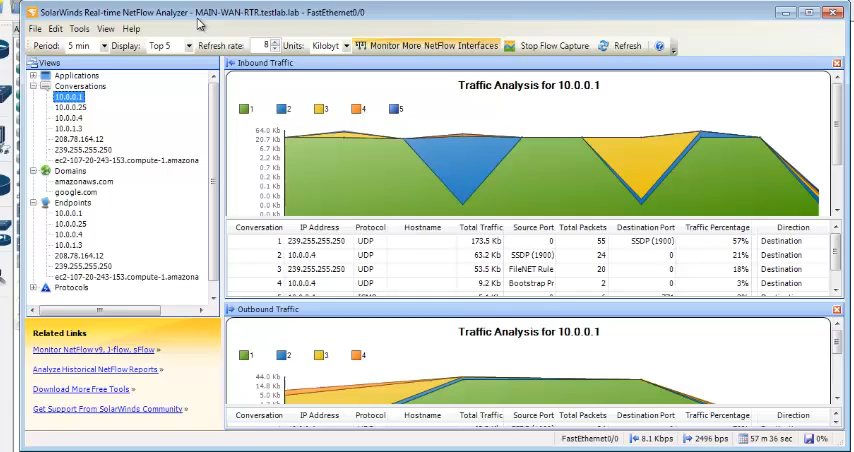 SolarWinds Real-time NetFlow Analyzer - MAIN-WAN-RTR.testlab.lab - FastEthernet0/0
File Edit Tools View Help
Period: 5 min Display: Top 5 Refresh rate: 8 Units: Kilobyt Monitor More NetFlow Interfaces Stop Flow Capture Refresh
Views
Applications
Conversations
10.0.0.1
10.0.0.25
10.0.0.4
10.0.1.3
208.78.164.12
239.255.255.250
ec2-107-20-243-153.compute-1.amazona
Domains
amazonaws.com
google.com
Endpoints
10.0.0.1
10.0.0.25
10.0.0.4
10.0.1.3
208.78.164.12
239.255.255.250
ec2-107-20-243-153.compute-1.amazona
Protocols
Related Links
Monitor NetFlow v9, J-flow, sFlow »
Analyze Historical NetFlow Reports »
Download More Free Tools »
Get Support From SolarWinds Community »
Inbound Traffic
Traffic Analysis for 10.0.0.1
1 2 3 4 5
64.0 Kb
20.7 Kb
6.7 Kb
2.2 Kb
0.7 Kb
0.2 Kb
0.1 Kb
0.0 Kb
0.0 Kb
Conversation IP Address Protocol Hostname Total Traffic Source Port Total Packets Destination Port Traffic Percentage Direction
1 239.255.255.250 UDP 173.5 Kb 0 55 SSDP (1900) 57% Destination
2 10.0.0.4 UDP 63.2 Kb SSDP (1900) 24 0 21% Destination
3 239.255.255.250 UDP 53.5 Kb FileNET Rule 20 0 18% Destination
4 10.0.0.4 UDP 9.2 Kb Bootstrap Pr 2 0 3% Destination
Outbound Traffic
Traffic Analysis for 10.0.0.1
1 2 3 4
44.0 Kb
14.8 Kb
5.0 Kb
Conversation IP Address Protocol Hostname Total Traffic Source Port Total Packets Destination Port Traffic Percentage Direction
FastEthernet0/0 8.1 Kbps 2496 bps 57 m 36 sec 0%